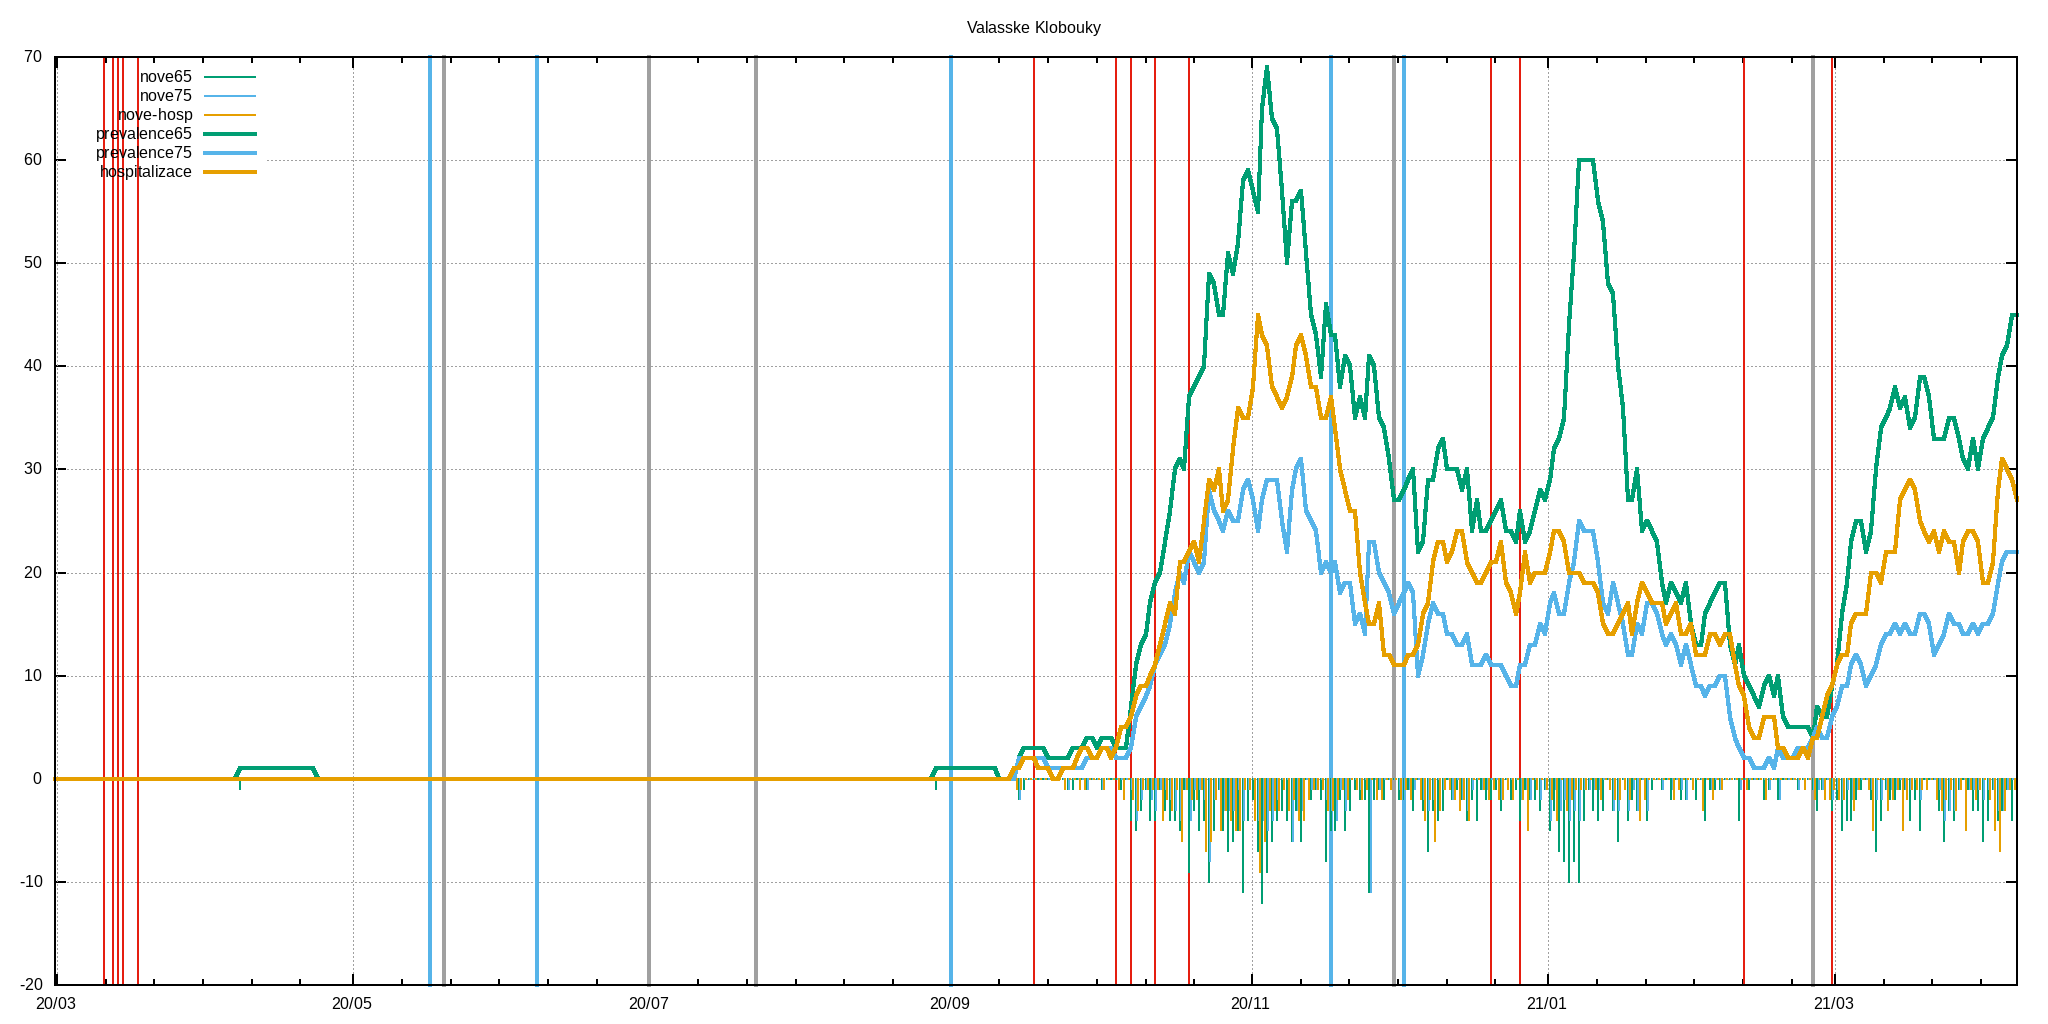 Valasske Klobouky
70
60
50
40
30
20
10
0
-10
-20
nove65
nove75
nove-hosp
prevalence65
prevalence75
hospitalizace
20/03 20/05 20/07 20/09 20/11 21/01 21/03